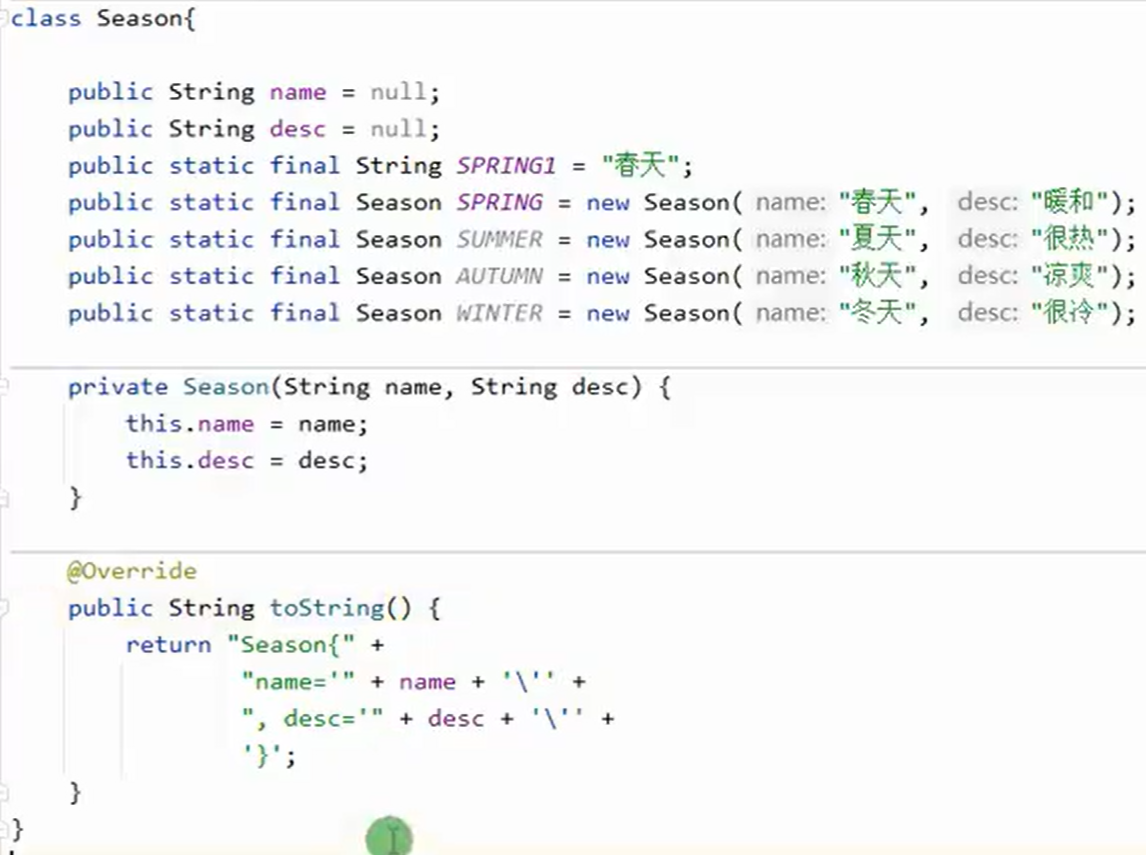 class Season{
public String name = null;
public String desc = null;
public static final String SPRING1 = "春天";
public static final Season SPRING = new Season( name: "春天", desc: "暖和");
public static final Season SUMMER = new Season( name: "夏天", desc: "很热");
public static final Season AUTUMN = new Season( name: "秋天", desc: "凉爽");
public static final Season WINTER = new Season( name: "冬天", desc: "很冷");
private Season(String name, String desc) {
this.name = name;
this.desc = desc;
}
@Override
public String toString() {
return "Season{" +
"name='" + name + '\'' +
", desc='" + desc + '\'' +
'}';
}
}